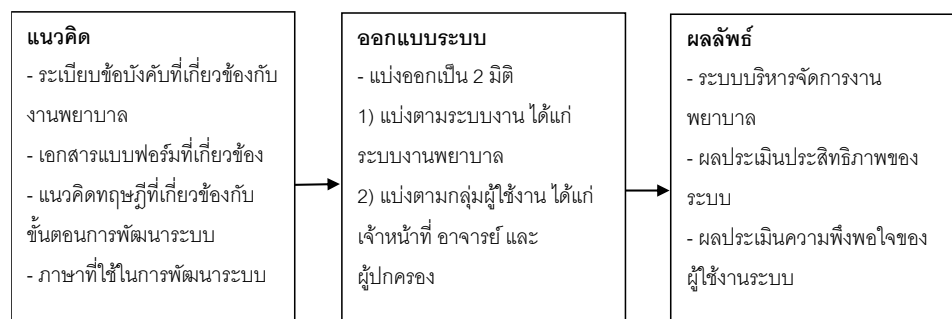 แนวคิด
- ระเบียบข้อบังคับที่เกี่ยวข้องกับ
งานพยาบาล
- เอกสารแบบฟอร์มที่เกี่ยวข้อง
- แนวคิดทฤษฎีที่เกี่ยวข้องกับ
ขั้นตอนการพัฒนาระบบ
- ภาษาที่ใช้ในการพัฒนาระบบ
ออกแบบระบบ
- แบ่งออกเป็น 2 มิติ
1) แบ่งตามระบบงาน ได้แก่
ระบบงานพยาบาล
2) แบ่งตามกลุ่มผู้ใช้งาน ได้แก่
เจ้าหน้าที่ อาจารย์ และ
ผู้ปกครอง
ผลลัพธ์
- ระบบบริหารจัดการงาน
พยาบาล
- ผลประเมินประสิทธิภาพของ
ระบบ
- ผลประเมินความพึงพอใจของ
ผู้ใช้งานระบบ